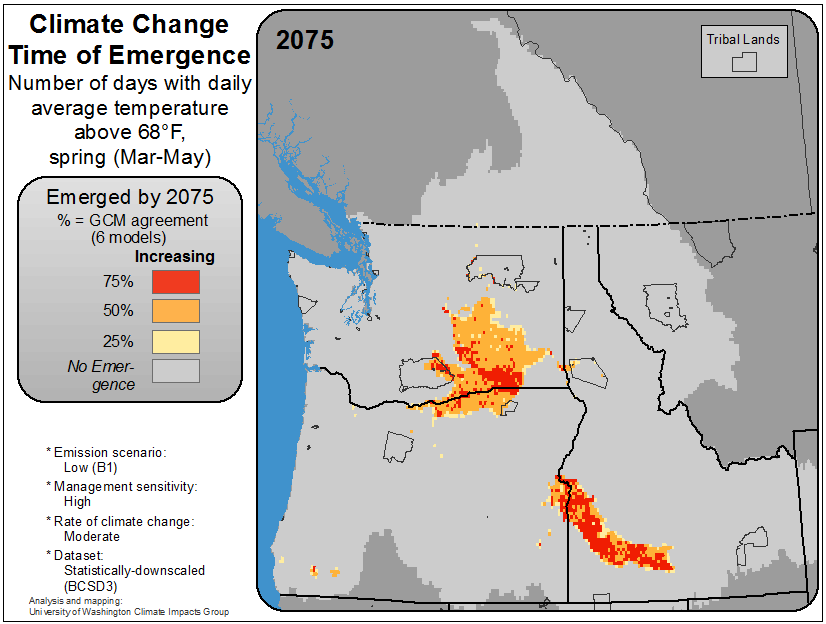 Climate Change
Time of Emergence
Number of days with daily
average temperature
above 68°F,
spring (Mar-May)
Emerged by 2075
% = GCM agreement
(6 models)
Increasing
75%
50%
25%
No Emer-
gence
* Emission scenario:
Low (B1)
* Management sensitivity:
High
* Rate of climate change:
Moderate
* Dataset:
Statistically-downscaled
(BCSD3)
Analysis and mapping:
University of Washington Climate Impacts Group
2075
Tribal Lands